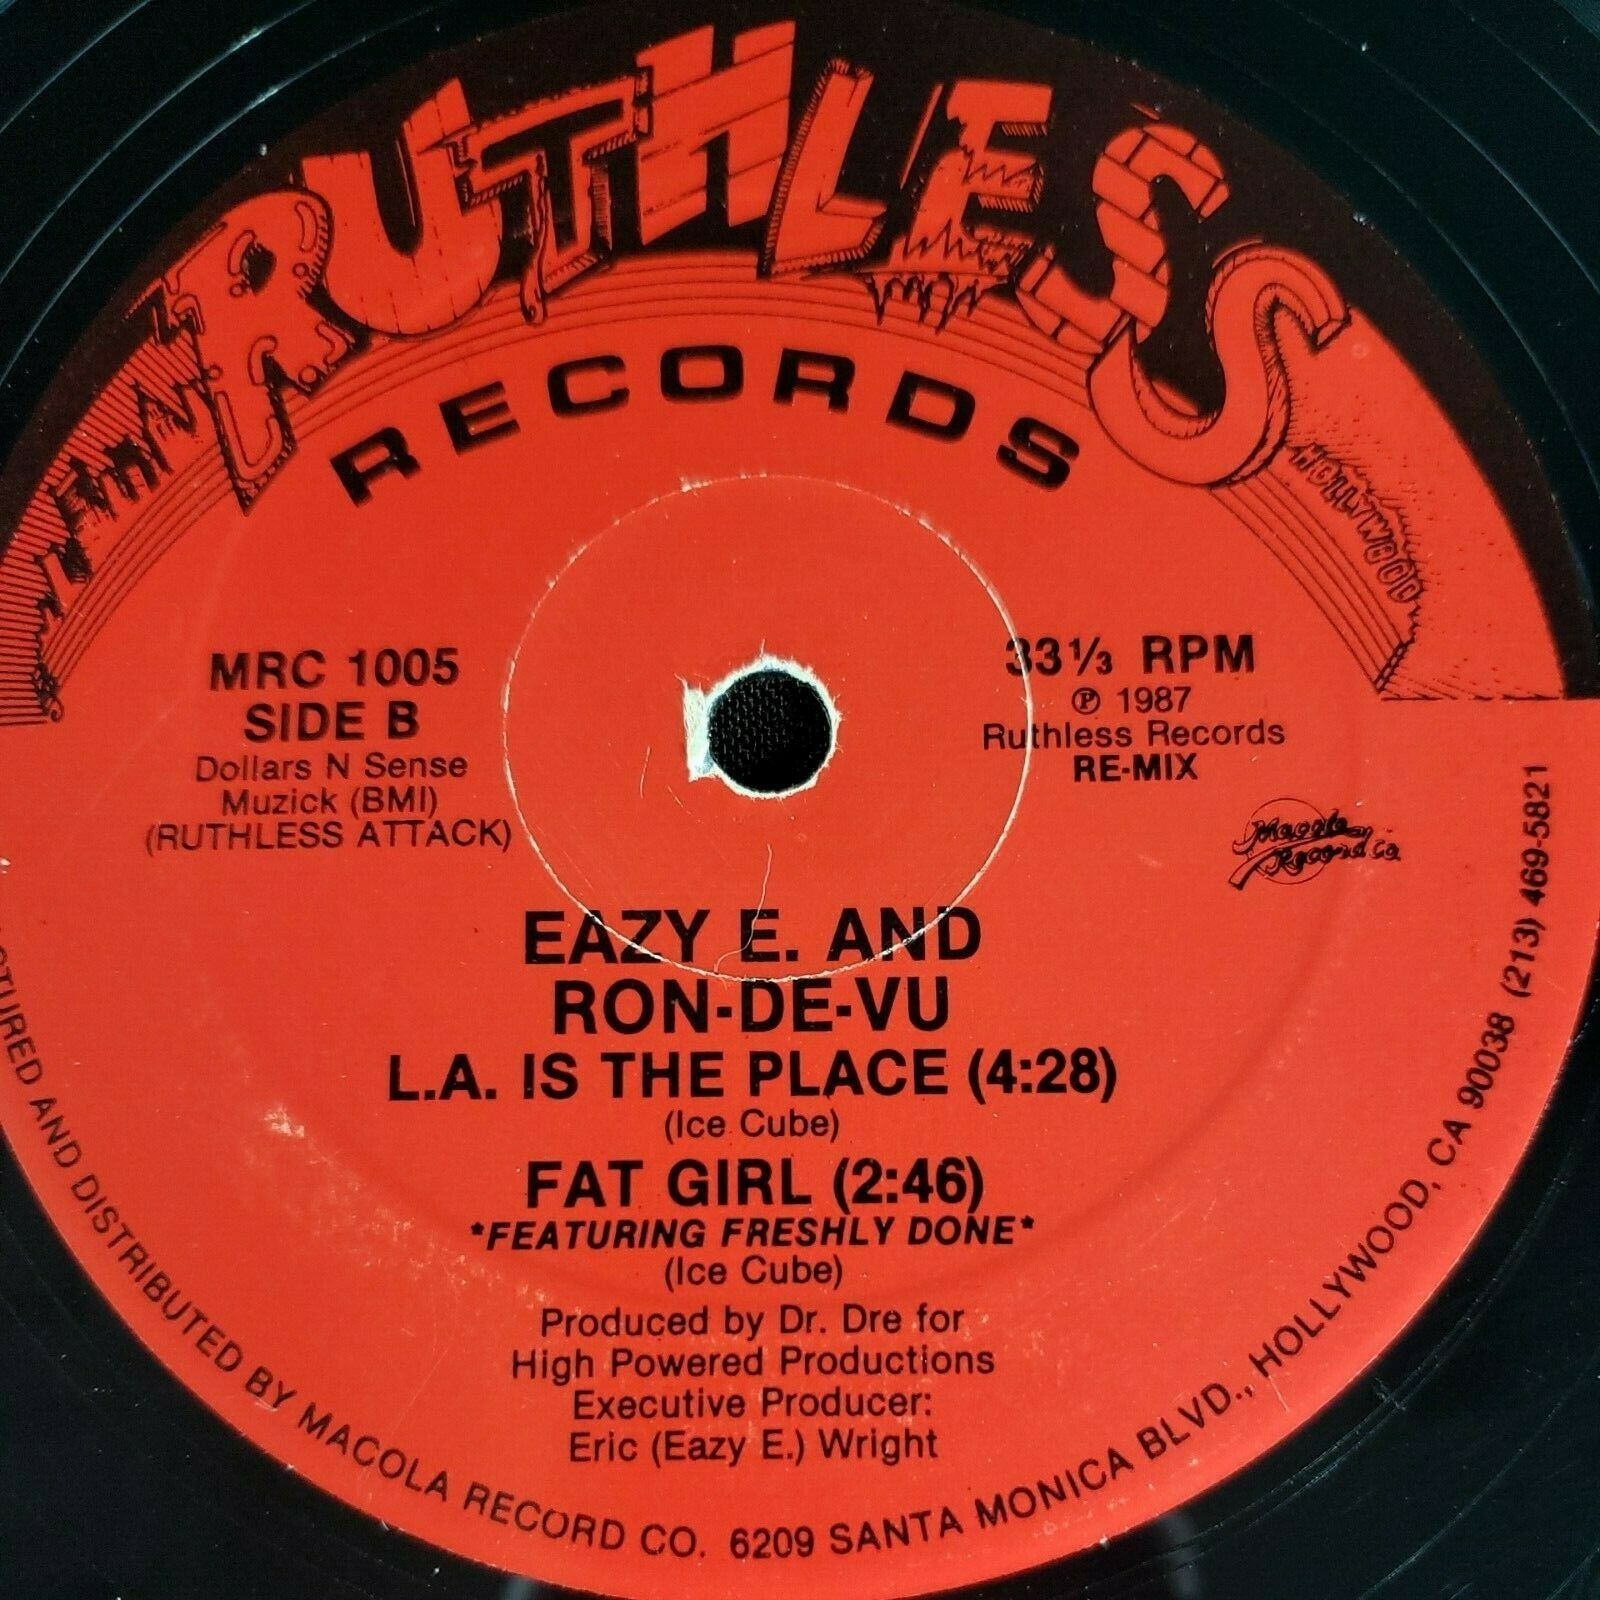 RUTHLESS
RECORDS
HOLLYWOOD
MRC 1005
SIDE B
Dollars N Sense
Muzick (BMI)
(RUTHLESS ATTACK)
33⅓ RPM
℗ 1987
Ruthless Records
RE-MIX
Macola
Record Co.
EAZY E. AND
RON-DE-VU
L.A. IS THE PLACE (4:28)
(Ice Cube)
FAT GIRL (2:46)
*FEATURING FRESHLY DONE*
(Ice Cube)
Produced by Dr. Dre for
High Powered Productions
Executive Producer:
Eric (Eazy E.) Wright
AND DISTRIBUTED BY MACOLA RECORD CO. 6209 SANTA MONICA BLVD., HOLLYWOOD, CA 90038 (213) 469-5821